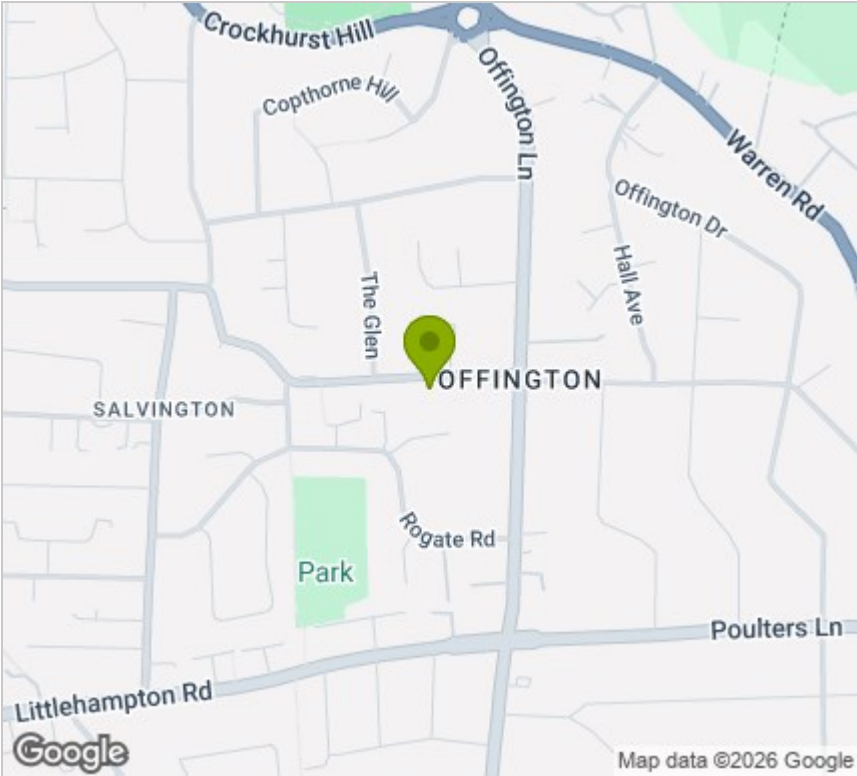 Crockhurst Hill
Copthorne Hill
Offington Ln
Warren Rd
Offington Dr
Hall Ave
The Glen
OFFINGTON
SALVINGTON
Rogate Rd
Park
Poulters Ln
Littlehampton Rd
Google
Map data ©2026 Google